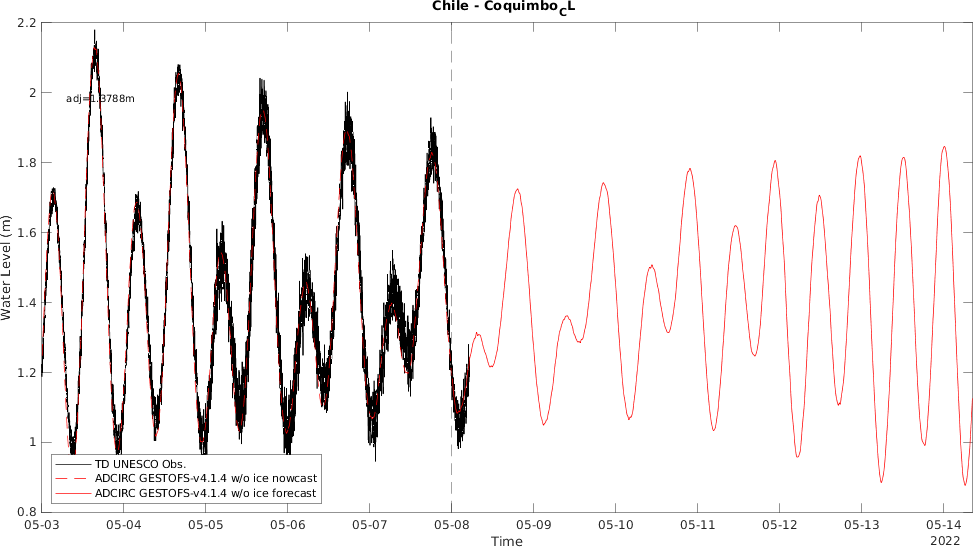 Chile - Coquimbo_CL
2.2
2
1.8
1.6
1.4
1.2
1
0.8
Water Level (m)
adj=1.3788m
TD UNESCO Obs.
ADCIRC GESTOFS-v4.1.4 w/o ice nowcast
ADCIRC GESTOFS-v4.1.4 w/o ice forecast
05-03 05-04 05-05 05-06 05-07 05-08 05-09 05-10 05-11 05-12 05-13 05-14
Time
2022